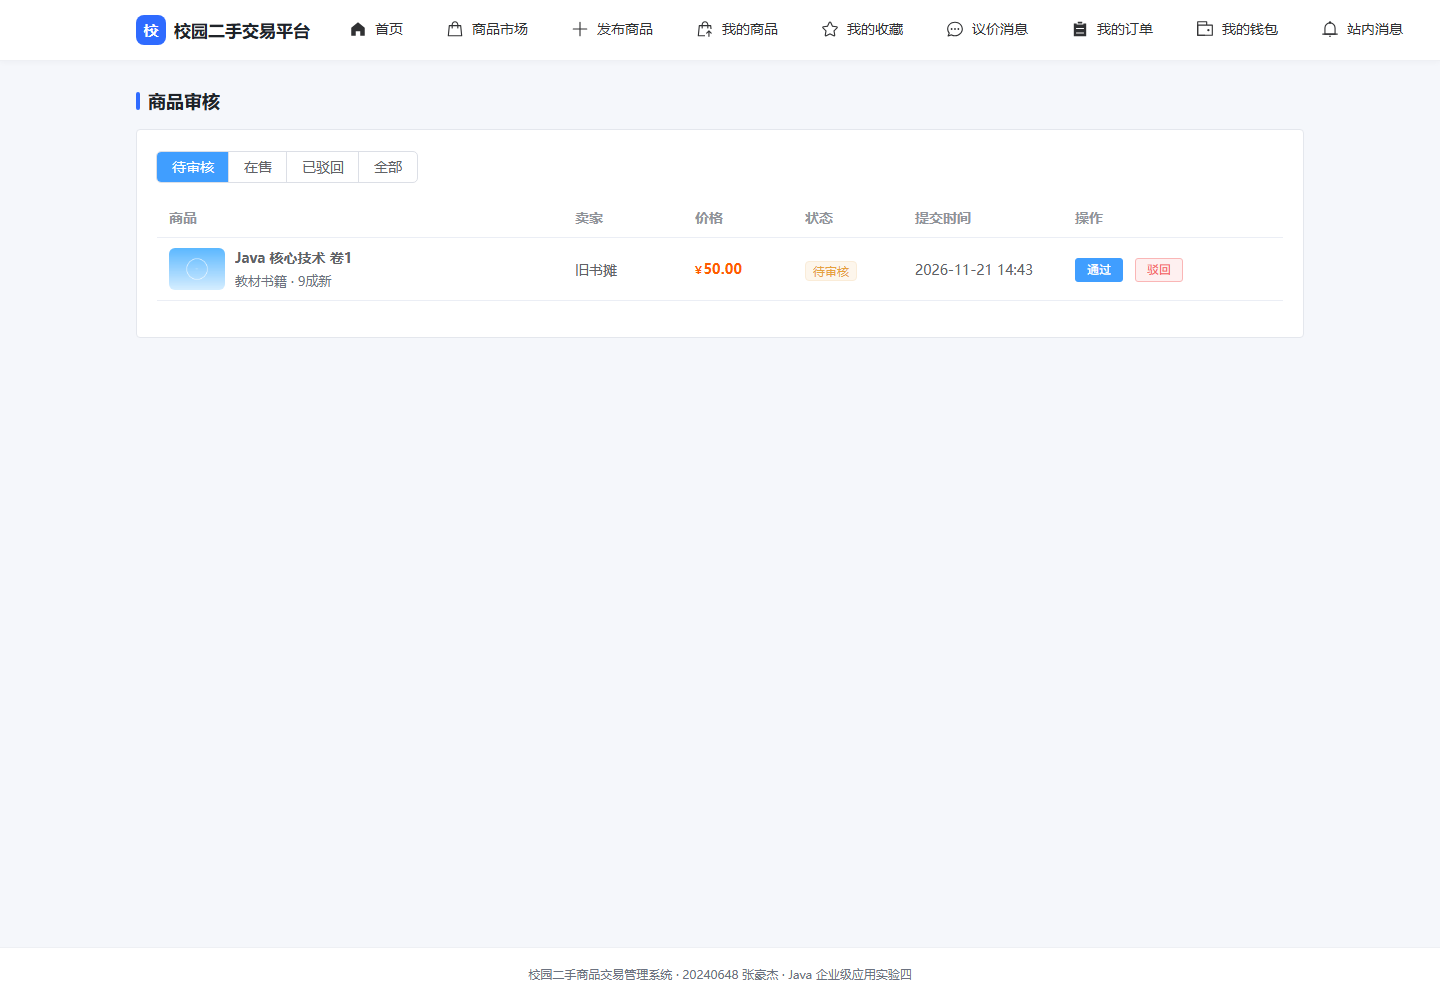 校 校园二手交易平台 首页 商品市场 发布商品 我的商品 我的收藏 议价消息 我的订单 我的钱包 站内消息
商品审核
待审核 在售 已驳回 全部
商品 卖家 价格 状态 提交时间 操作
Java 核心技术 卷1
教材书籍 · 9成新
旧书摊 ¥50.00 待审核 2026-11-21 14:43 通过 驳回
校园二手商品交易管理系统 · 20240648 张豪杰 · Java 企业级应用实验四